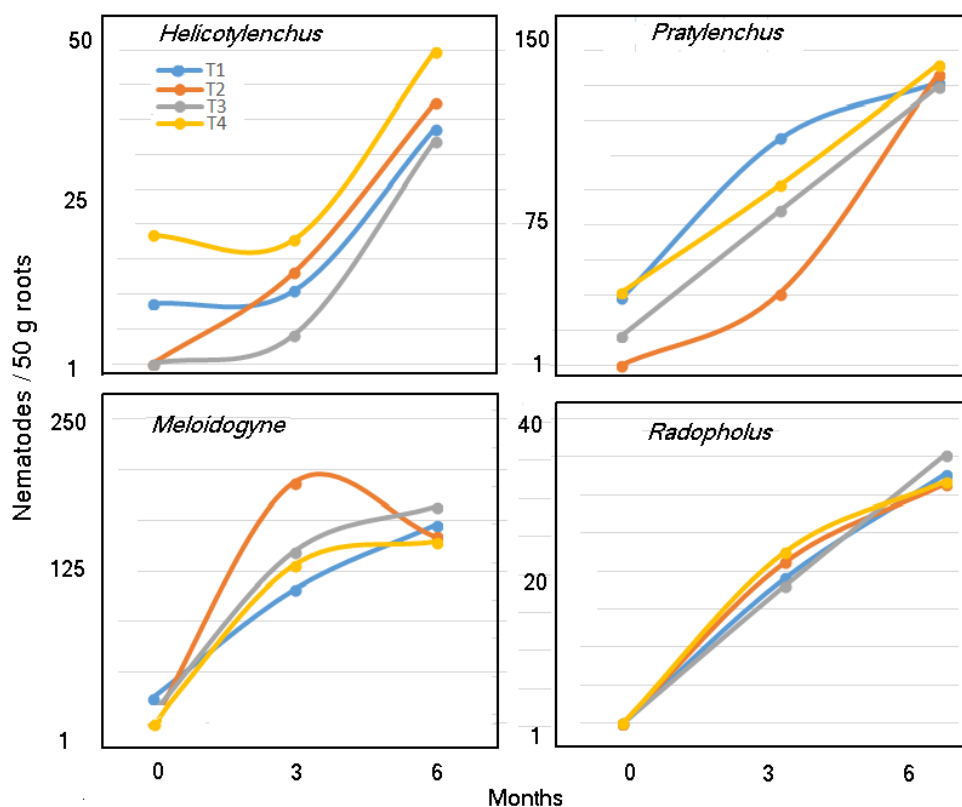 Helicotylenchus
50
25
1
T1
T2
T3
T4
Pratylenchus
150
75
1
Nematodes / 50 g roots
Meloidogyne
250
125
1
0 3 6
Radopholus
40
20
1
0 3 6
Months